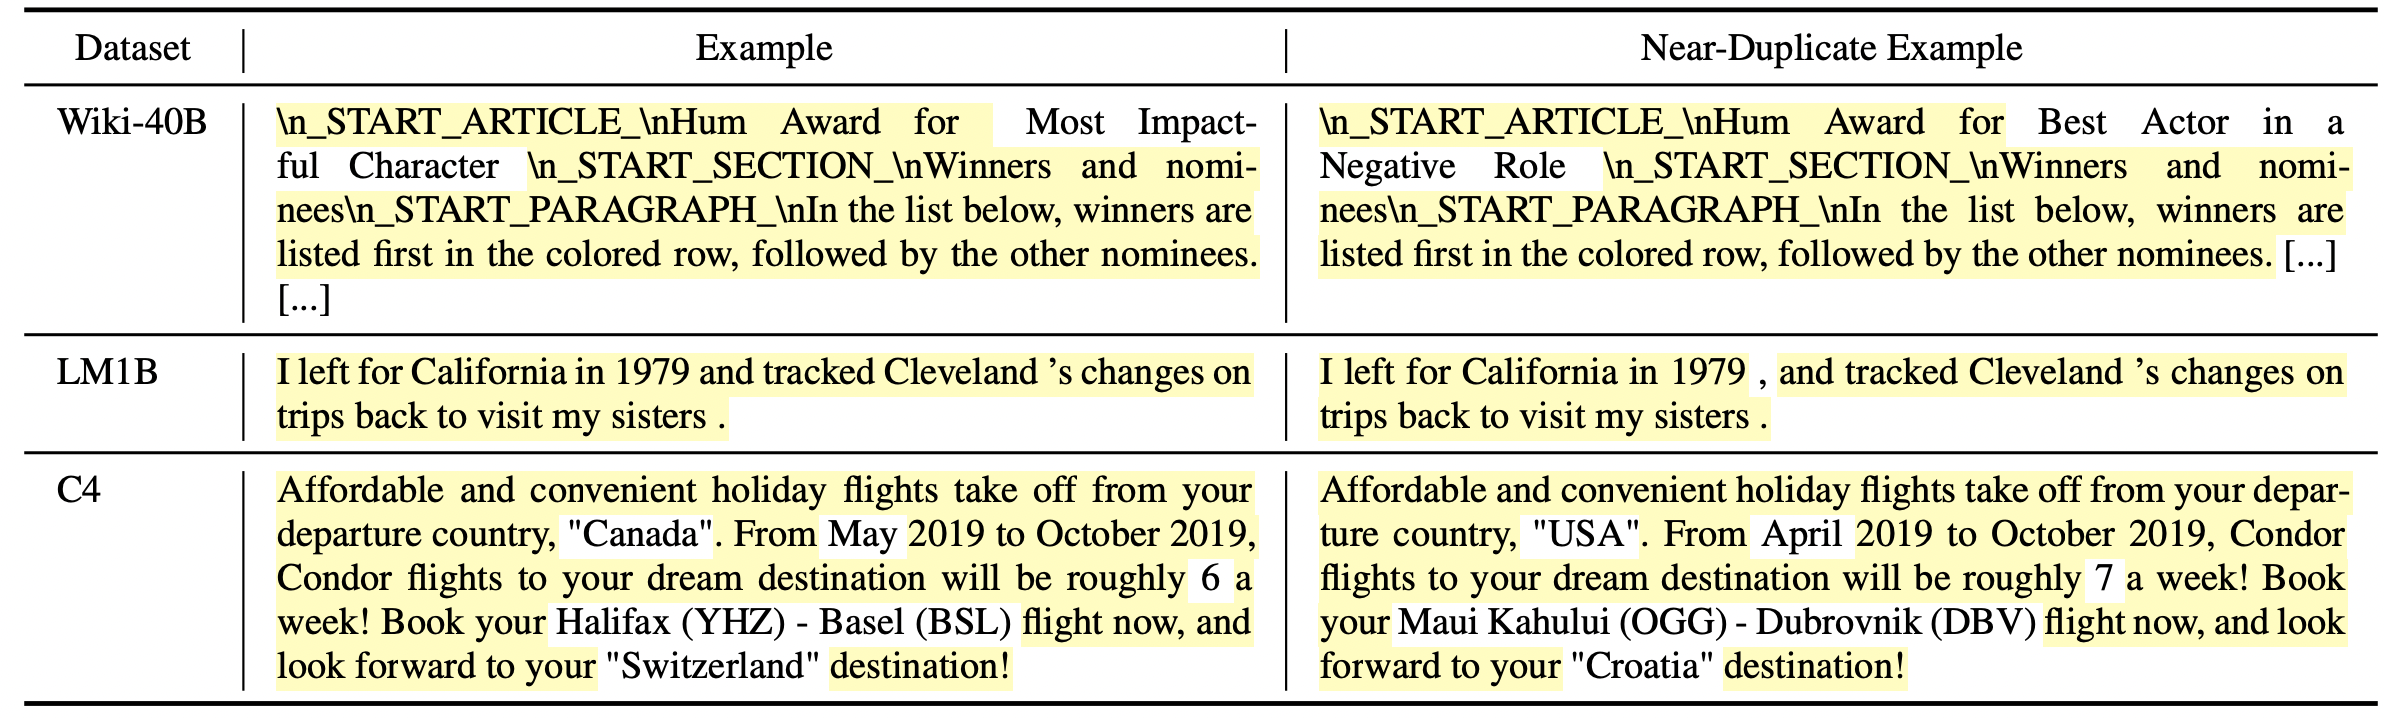 Dataset
Example
Near-Duplicate Example
Wiki-40B
\n_START_ARTICLE_\nHum Award for Most Impact-
ful Character \n_START_SECTION_\nWinners and nomi-
nees\n_START_PARAGRAPH_\nIn the list below, winners are
listed first in the colored row, followed by the other nominees.
[...]
\n_START_ARTICLE_\nHum Award for Best Actor in a
Negative Role \n_START_SECTION_\nWinners and nomi-
nees\n_START_PARAGRAPH_\nIn the list below, winners are
listed first in the colored row, followed by the other nominees. [...]
LM1B
I left for California in 1979 and tracked Cleveland ’s changes on
trips back to visit my sisters .
I left for California in 1979 , and tracked Cleveland ’s changes on
trips back to visit my sisters .
C4
Affordable and convenient holiday flights take off from your
departure country, "Canada". From May 2019 to October 2019,
Condor flights to your dream destination will be roughly 6 a
week! Book your Halifax (YHZ) - Basel (BSL) flight now, and
look forward to your "Switzerland" destination!
Affordable and convenient holiday flights take off from your depar-
ture country, "USA". From April 2019 to October 2019, Condor
flights to your dream destination will be roughly 7 a week! Book
your Maui Kahului (OGG) - Dubrovnik (DBV) flight now, and look
forward to your "Croatia" destination!